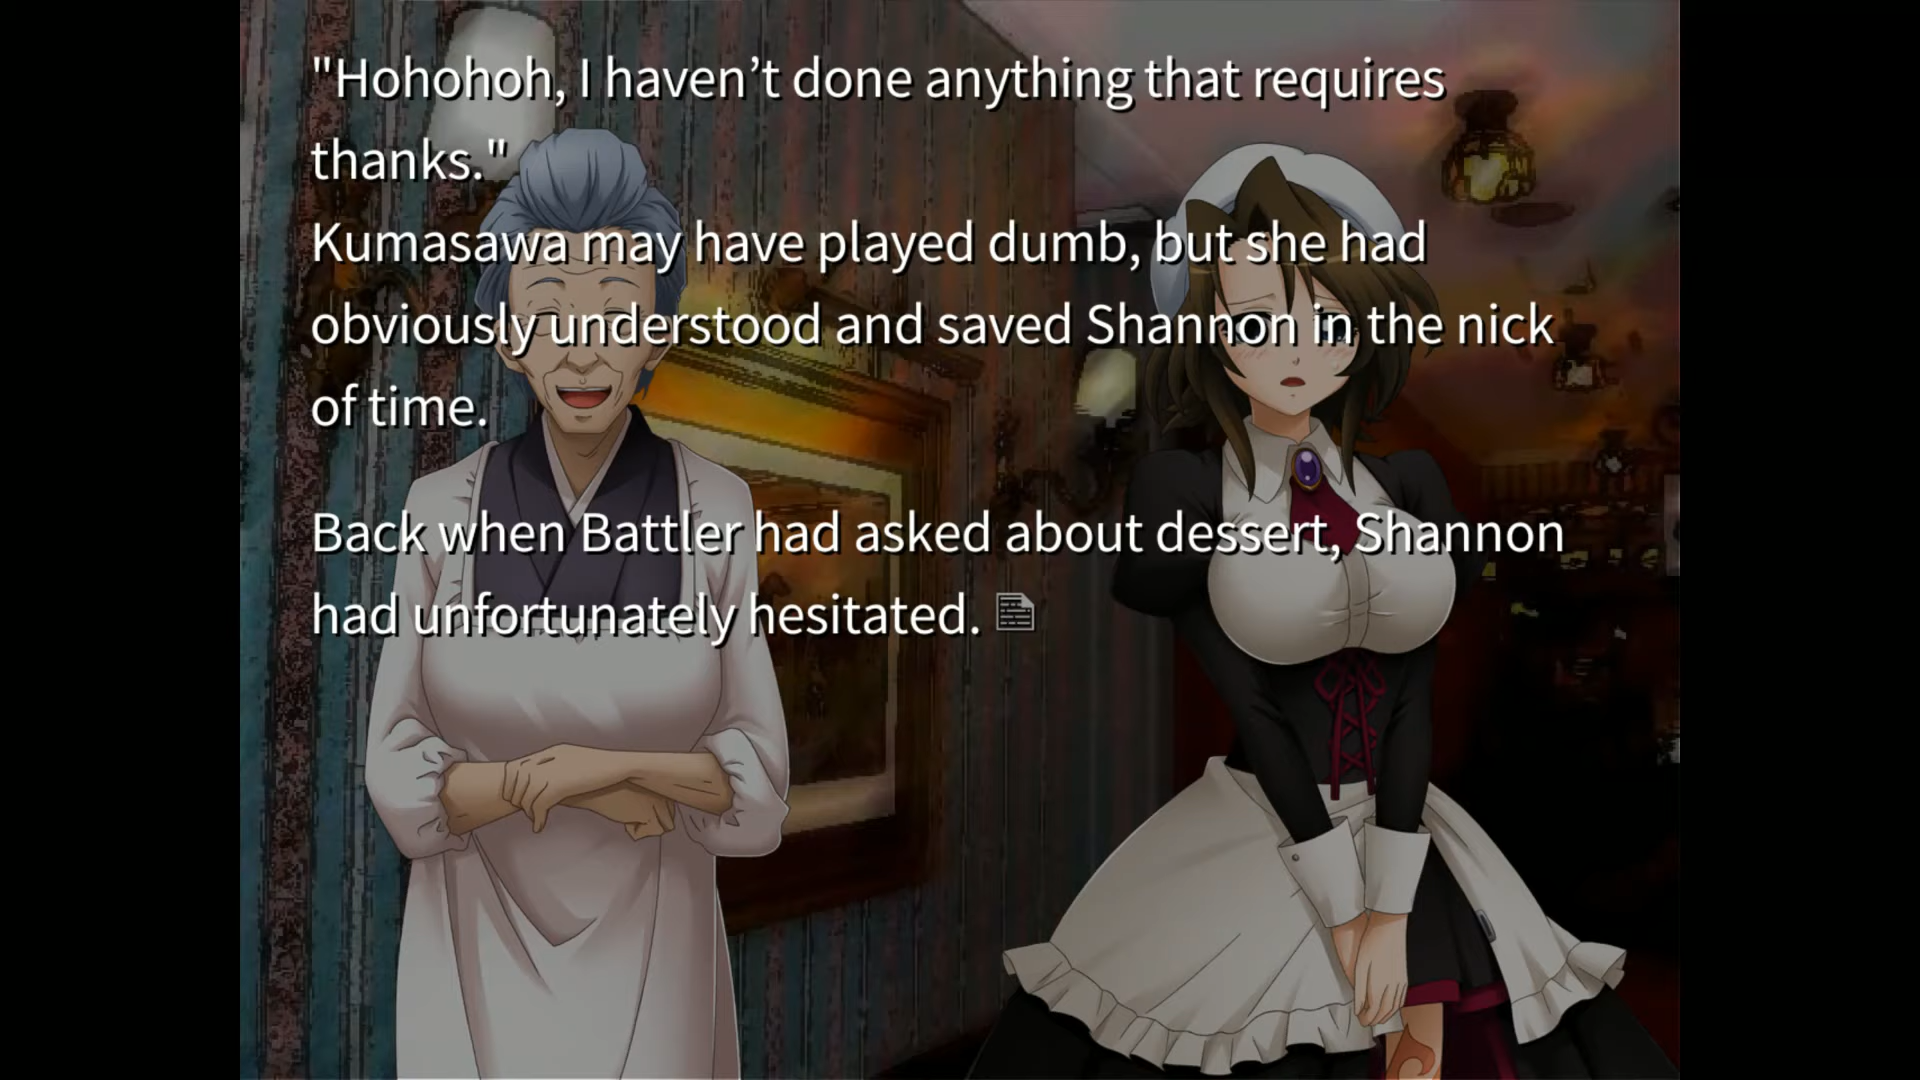 "Hohohoh, I haven’t done anything that requires
thanks."
Kumasawa may have played dumb, but she had
obviously understood and saved Shannon in the nick
of time.
Back when Battler had asked about dessert, Shannon
had unfortunately hesitated.